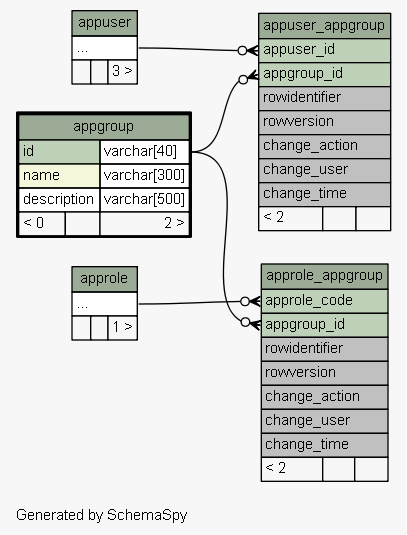 appuser
...
3 >
appuser_appgroup
appuser_id
appgroup_id
rowidentifier
rowversion
change_action
change_user
change_time
< 2
appgroup
id varchar[40]
name varchar[300]
description varchar[500]
< 0 2 >
approle
...
1 >
approle_appgroup
approle_code
appgroup_id
rowidentifier
rowversion
change_action
change_user
change_time
< 2
Generated by SchemaSpy